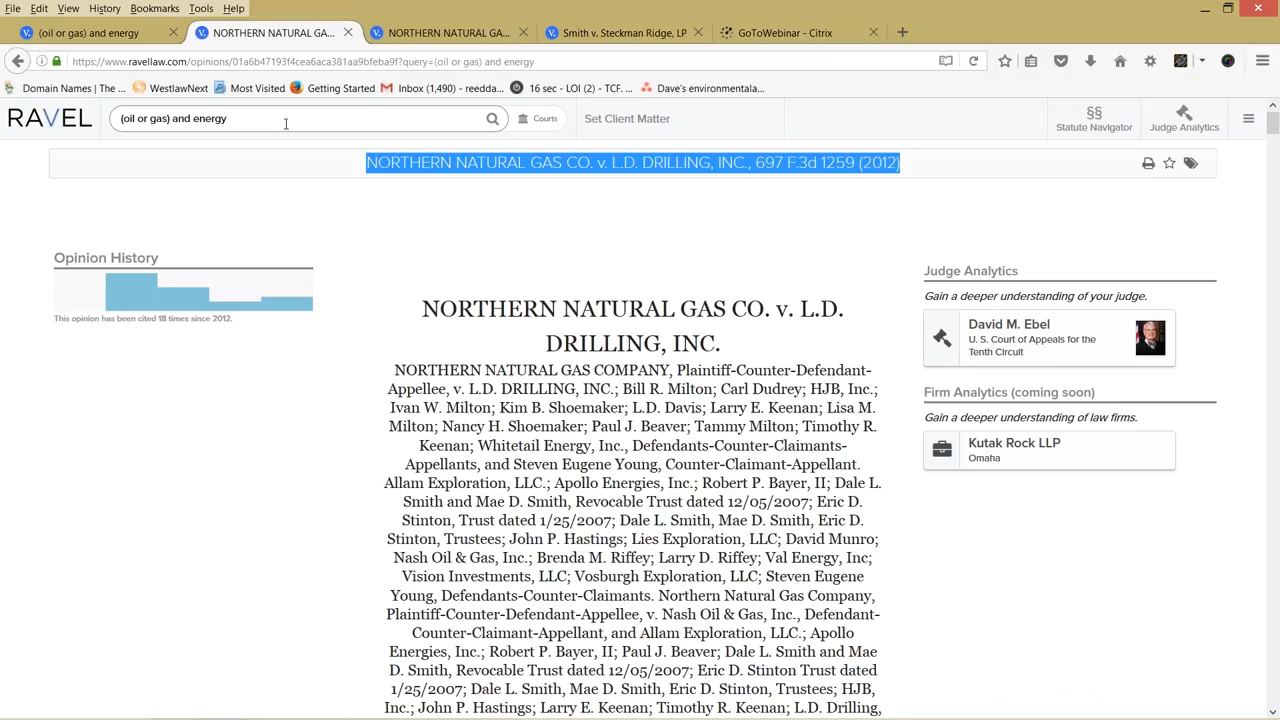 File Edit View History Bookmarks Tools Help
(oil or gas) and energy
NORTHERN NATURAL GA...
NORTHERN NATURAL GA...
Smith v. Steckman Ridge, LP
GoToWebinar - Citrix
https://www.ravellaw.com/opinions/01a6b47193f4cea6aca381aa9bfeba9f?query=(oil or gas) and energy
Domain Names | The ...
WestlawNext
Most Visited
Getting Started
Inbox (1,490) - reedda...
16 sec - LOI (2) - TCF. ...
Dave's environmentala...
RAVEL
(oil or gas) and energy
Courts
Set Client Matter
§§
Statute Navigator
Judge Analytics
NORTHERN NATURAL GAS CO. v. L.D. DRILLING, INC., 697 F.3d 1259 (2012)
Opinion History
This opinion has been cited 18 times since 2012.
NORTHERN NATURAL GAS CO. v. L.D.
DRILLING, INC.
NORTHERN NATURAL GAS COMPANY, Plaintiff-Counter-Defendant-
Appellee, v. L.D. DRILLING, INC.; Bill R. Milton; Carl Dudrey; HJB, Inc.;
Ivan W. Milton; Kim B. Shoemaker; L.D. Davis; Larry E. Keenan; Lisa M.
Milton; Nancy H. Shoemaker; Paul J. Beaver; Tammy Milton; Timothy R.
Keenan; Whitetail Energy, Inc., Defendants-Counter-Claimants-
Appellants, and Steven Eugene Young, Counter-Claimant-Appellant.
Allam Exploration, LLC.; Apollo Energies, Inc.; Robert P. Bayer, II; Dale L.
Smith and Mae D. Smith, Revocable Trust dated 12/05/2007; Eric D.
Stinton, Trust dated 1/25/2007; Dale L. Smith, Mae D. Smith, Eric D.
Stinton, Trustees; John P. Hastings; Lies Exploration, LLC; David Munro;
Nash Oil & Gas, Inc.; Brenda M. Riffey; Larry D. Riffey; Val Energy, Inc;
Vision Investments, LLC; Vosburgh Exploration, LLC; Steven Eugene
Young, Defendants-Counter-Claimants. Northern Natural Gas Company,
Plaintiff-Counter-Defendant-Appellee, v. Nash Oil & Gas, Inc., Defendant-
Counter-Claimant-Appellant, and Allam Exploration, LLC.; Apollo
Energies, Inc.; Robert P. Bayer, II; Paul J. Beaver; Dale L. Smith and Mae
D. Smith, Revocable Trust dated 12/05/2007; Eric D. Stinton Trust dated
1/25/2007; Dale L. Smith, Mae D. Smith, Eric D. Stinton, Trustees; HJB,
Inc.; John P. Hastings; Larry E. Keenan; Timothy R. Keenan; L.D. Drilling,
Judge Analytics
Gain a deeper understanding of your judge.
David M. Ebel
U. S. Court of Appeals for the
Tenth Circuit
Firm Analytics (coming soon)
Gain a deeper understanding of law firms.
Kutak Rock LLP
Omaha